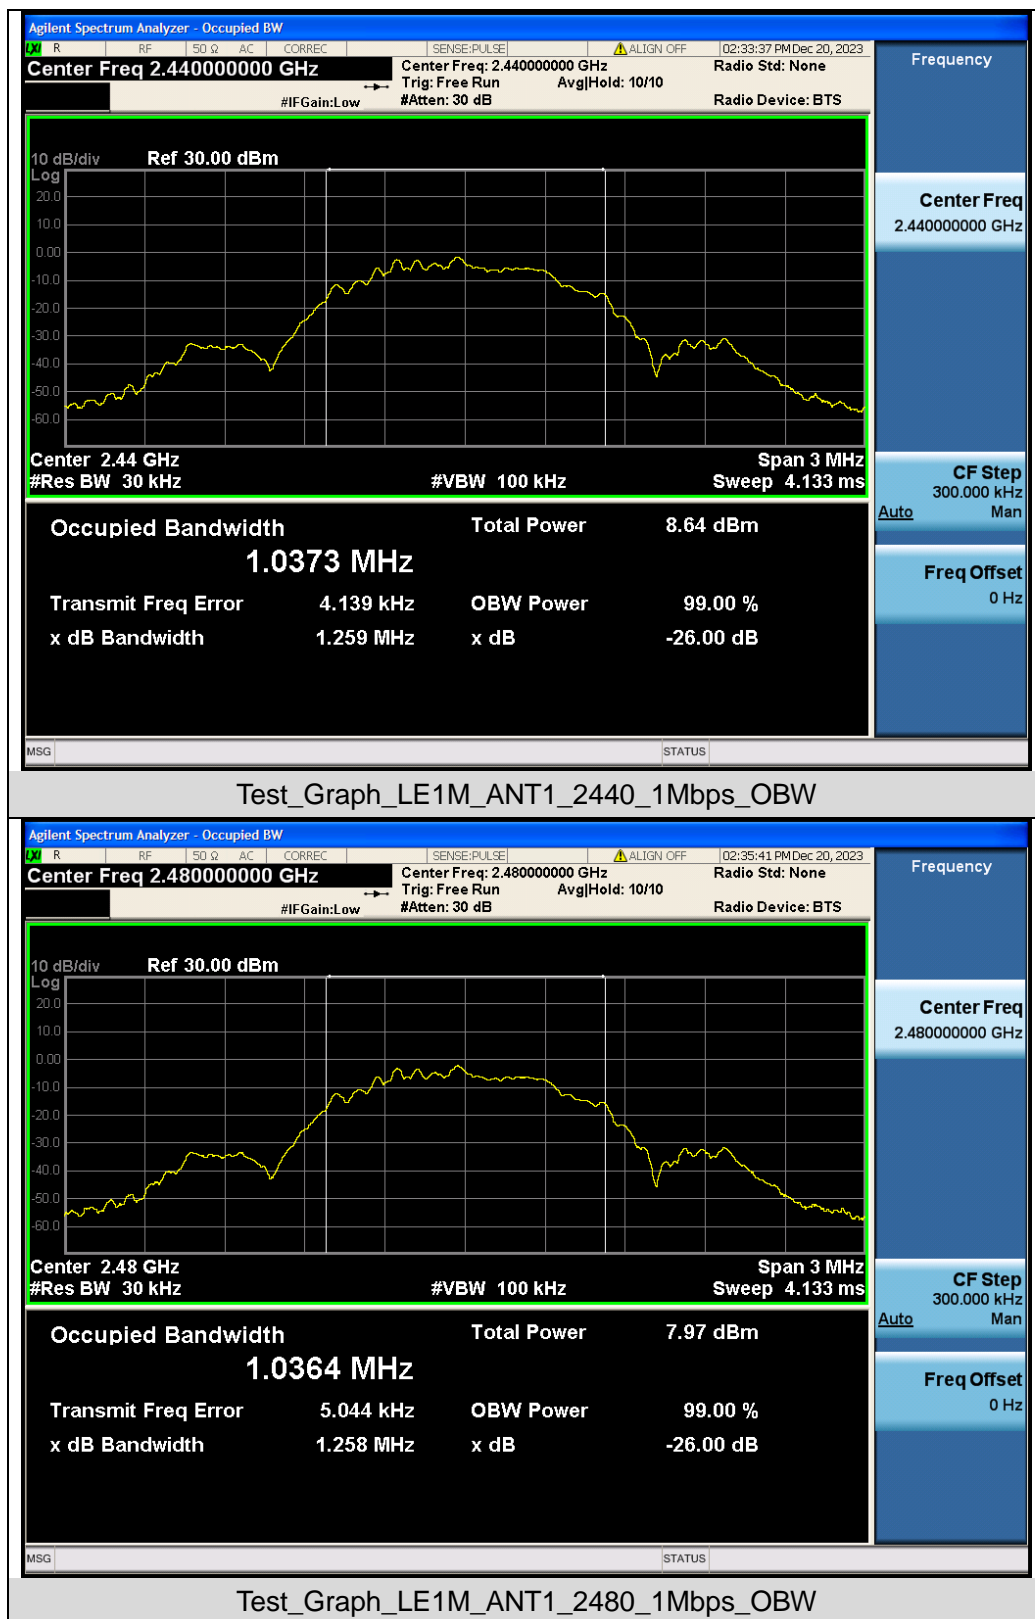 Agilent Spectrum Analyzer - Occupied BW
LXI R RF 50 Ω AC CORREC SENSE:PULSE ALIGN OFF 02:33:37 PM Dec 20, 2023
Center Freq 2.440000000 GHz Center Freq: 2.440000000 GHz Radio Std: None
Trig: Free Run Avg|Hold: 10/10
#IFGain:Low #Atten: 30 dB Radio Device: BTS
Frequency
10 dB/div Ref 30.00 dBm
Log
20.0
10.0
0.00
-10.0
-20.0
-30.0
-40.0
-50.0
-60.0
Center 2.44 GHz Span 3 MHz
#Res BW 30 kHz #VBW 100 kHz Sweep 4.133 ms
Center Freq
2.440000000 GHz
CF Step
300.000 kHz
Auto Man
Freq Offset
0 Hz
Occupied Bandwidth Total Power 8.64 dBm
1.0373 MHz
Transmit Freq Error 4.139 kHz OBW Power 99.00 %
x dB Bandwidth 1.259 MHz x dB -26.00 dB
MSG STATUS
Test_Graph_LE1M_ANT1_2440_1Mbps_OBW
Agilent Spectrum Analyzer - Occupied BW
LXI R RF 50 Ω AC CORREC SENSE:PULSE ALIGN OFF 02:35:41 PM Dec 20, 2023
Center Freq 2.480000000 GHz Center Freq: 2.480000000 GHz Radio Std: None
Trig: Free Run Avg|Hold: 10/10
#IFGain:Low #Atten: 30 dB Radio Device: BTS
Frequency
10 dB/div Ref 30.00 dBm
Log
20.0
10.0
0.00
-10.0
-20.0
-30.0
-40.0
-50.0
-60.0
Center 2.48 GHz Span 3 MHz
#Res BW 30 kHz #VBW 100 kHz Sweep 4.133 ms
Center Freq
2.480000000 GHz
CF Step
300.000 kHz
Auto Man
Freq Offset
0 Hz
Occupied Bandwidth Total Power 7.97 dBm
1.0364 MHz
Transmit Freq Error 5.044 kHz OBW Power 99.00 %
x dB Bandwidth 1.258 MHz x dB -26.00 dB
MSG STATUS
Test_Graph_LE1M_ANT1_2480_1Mbps_OBW